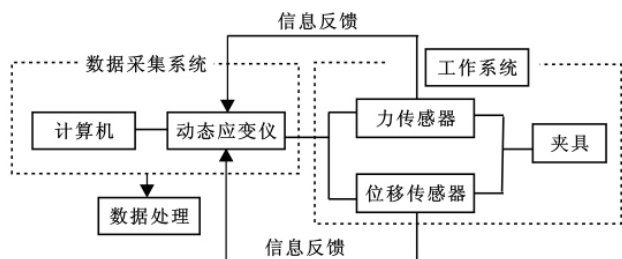 信息反馈
数据采集系统
工作系统
计算机
动态应变仪
力传感器
夹具
位移传感器
数据处理
信息反馈